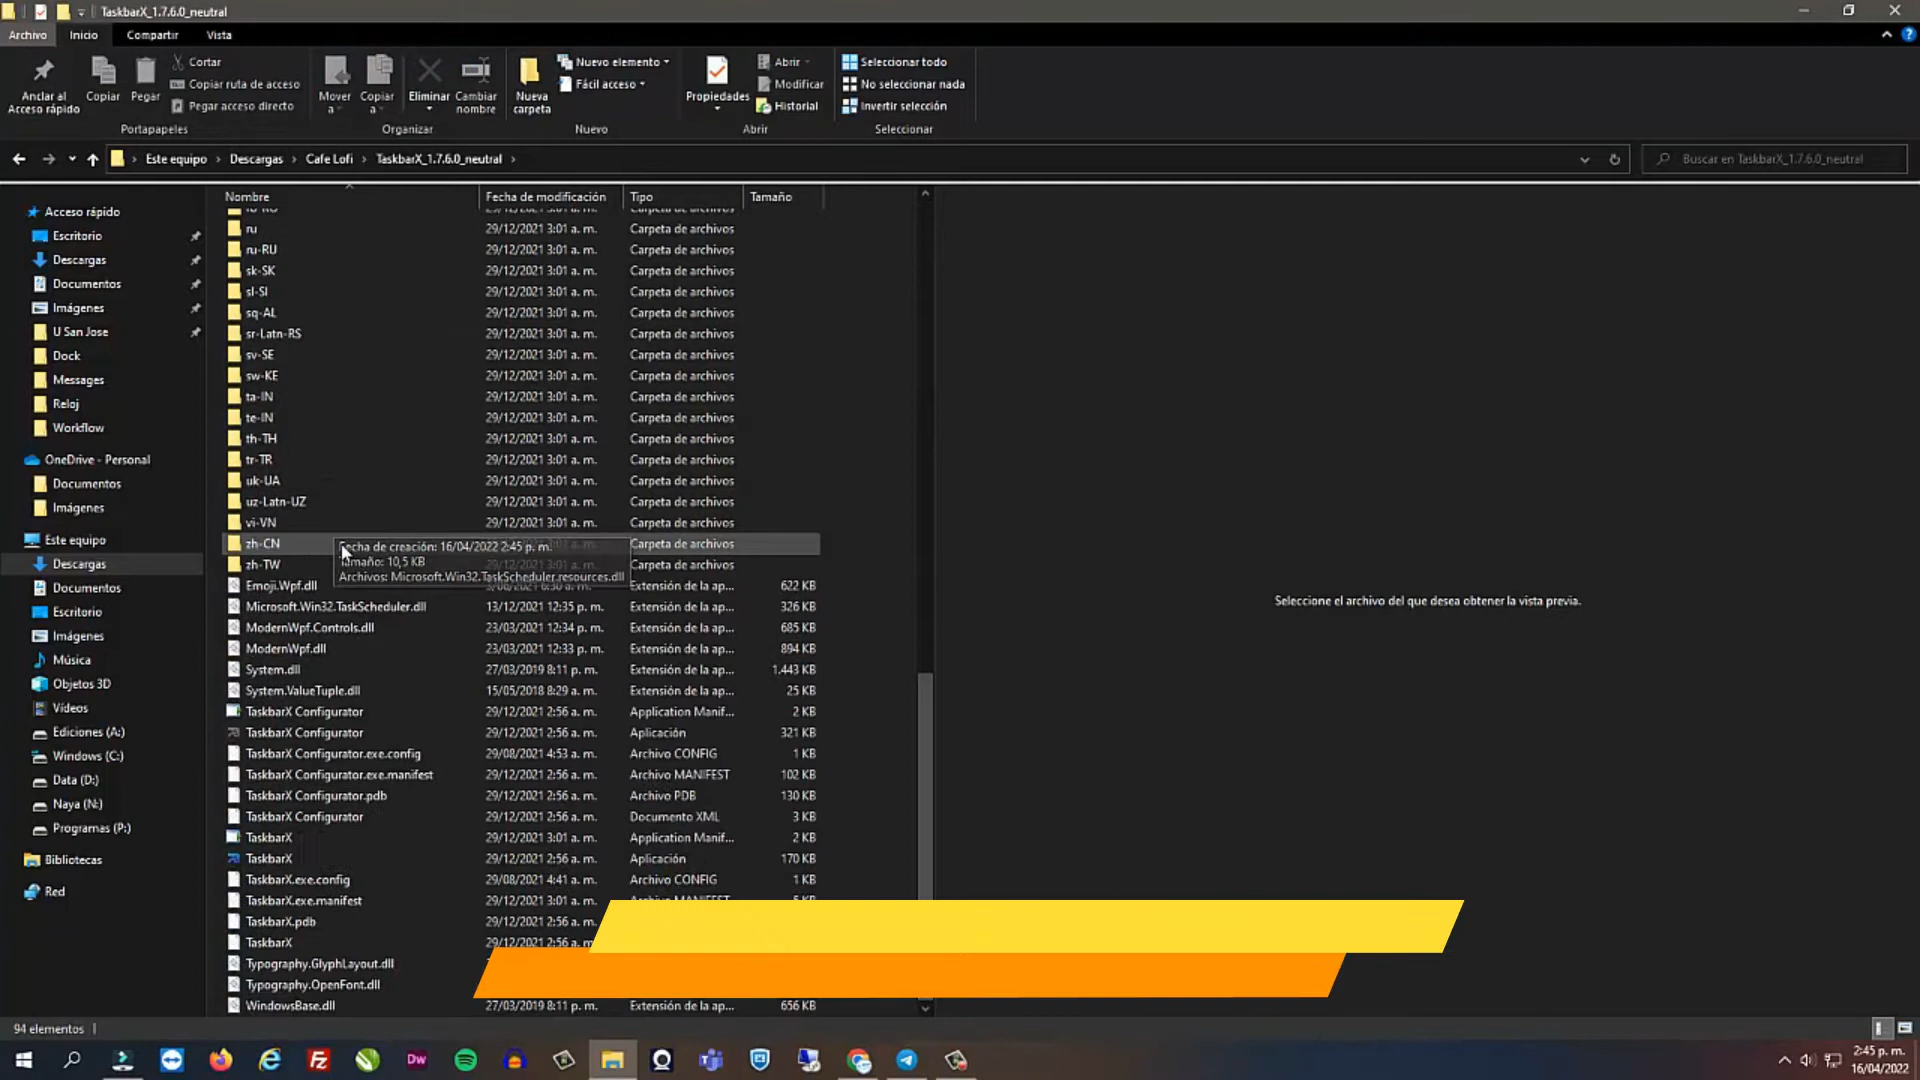 TaskbarX_1.7.6.0_neutral
Archivo Inicio Compartir Vista
Anclar al Acceso rápido
Copiar
Pegar
Cortar
Copiar ruta de acceso
Pegar acceso directo
Portapapeles
Mover a
Copiar a
Eliminar
Cambiar nombre
Organizar
Nueva carpeta
Nuevo elemento
Fácil acceso
Nuevo
Propiedades
Abrir
Modificar
Historial
Abrir
Seleccionar todo
No seleccionar nada
Invertir selección
Seleccionar
Este equipo > Descargas > Cafe Lofi > TaskbarX_1.7.6.0_neutral >
Buscar en TaskbarX_1.7.6.0_neutral
Acceso rápido
Escritorio
Descargas
Documentos
Imágenes
U San Jose
Dock
Messages
Reloj
Workflow
OneDrive - Personal
Documentos
Imágenes
Este equipo
Descargas
Documentos
Escritorio
Imágenes
Música
Objetos 3D
Vídeos
Ediciones (A:)
Windows (C:)
Data (D:)
Naya (N:)
Programas (P:)
Bibliotecas
Red
Nombre Fecha de modificación Tipo Tamaño
ru 29/12/2021 3:01 a. m. Carpeta de archivos
ru-RU 29/12/2021 3:01 a. m. Carpeta de archivos
sk-SK 29/12/2021 3:01 a. m. Carpeta de archivos
sl-SI 29/12/2021 3:01 a. m. Carpeta de archivos
sq-AL 29/12/2021 3:01 a. m. Carpeta de archivos
sr-Latn-RS 29/12/2021 3:01 a. m. Carpeta de archivos
sv-SE 29/12/2021 3:01 a. m. Carpeta de archivos
sw-KE 29/12/2021 3:01 a. m. Carpeta de archivos
ta-IN 29/12/2021 3:01 a. m. Carpeta de archivos
te-IN 29/12/2021 3:01 a. m. Carpeta de archivos
th-TH 29/12/2021 3:01 a. m. Carpeta de archivos
tr-TR 29/12/2021 3:01 a. m. Carpeta de archivos
uk-UA 29/12/2021 3:01 a. m. Carpeta de archivos
uz-Latn-UZ 29/12/2021 3:01 a. m. Carpeta de archivos
vi-VN 29/12/2021 3:01 a. m. Carpeta de archivos
zh-CN Carpeta de archivos
zh-TW Carpeta de archivos
Fecha de creación: 16/04/2022 2:45 p. m.
Tamaño: 10,5 KB
Archivos: Microsoft.Win32.TaskScheduler.resources.dll
Emoji.Wpf.dll Extensión de la ap... 622 KB
Microsoft.Win32.TaskScheduler.dll 13/12/2021 12:35 p. m. Extensión de la ap... 326 KB
ModernWpf.Controls.dll 23/03/2021 12:34 p. m. Extensión de la ap... 685 KB
ModernWpf.dll 23/03/2021 12:33 p. m. Extensión de la ap... 894 KB
System.dll 27/03/2019 8:11 p. m. Extensión de la ap... 1.443 KB
System.ValueTuple.dll 15/05/2018 8:29 a. m. Extensión de la ap... 25 KB
TaskbarX Configurator 29/12/2021 2:56 a. m. Application Manif... 2 KB
TaskbarX Configurator 29/12/2021 2:56 a. m. Aplicación 321 KB
TaskbarX Configurator.exe.config 29/08/2021 4:53 a. m. Archivo CONFIG 1 KB
TaskbarX Configurator.exe.manifest 29/12/2021 2:56 a. m. Archivo MANIFEST 102 KB
TaskbarX Configurator.pdb 29/12/2021 2:56 a. m. Archivo PDB 130 KB
TaskbarX Configurator 29/12/2021 2:56 a. m. Documento XML 3 KB
TaskbarX 29/12/2021 3:01 a. m. Application Manif... 2 KB
TaskbarX 29/12/2021 2:56 a. m. Aplicación 170 KB
TaskbarX.exe.config 29/08/2021 4:41 a. m. Archivo CONFIG 1 KB
TaskbarX.exe.manifest 29/12/2021 3:01 a. m.
TaskbarX.pdb 29/12/2021 2:56 a. m.
TaskbarX 29/12/2021 2:56 a. m.
Typography.GlyphLayout.dll
Typography.OpenFont.dll
WindowsBase.dll 27/03/2019 8:11 p. m. Extensión de la ap... 656 KB
Seleccione el archivo del que desea obtener la vista previa.
94 elementos
Dw
2:45 p. m.
16/04/2022